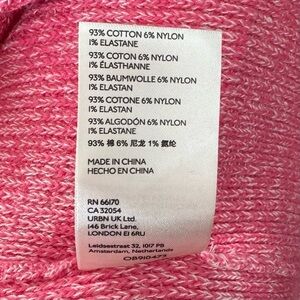 93% COTTON 6% NYLON
1% ELASTANE
93% COTON 6% NYLON
1% ÉLASTHANNE
93% BAUMWOLLE 6% NYLON
1% ELASTAN
93% COTONE 6% NYLON
1% ELASTAN
93% ALGODÓN 6% NYLON
1% ELASTANE
93% 棉 6% 尼龙 1% 氨纶
MADE IN CHINA
HECHO EN CHINA
RN 66170
CA 32054
URBN UK Ltd.
146 Brick Lane,
LONDON E1 6RU
Leidsestraat 32, 1017 PB
Amsterdam, Netherlands